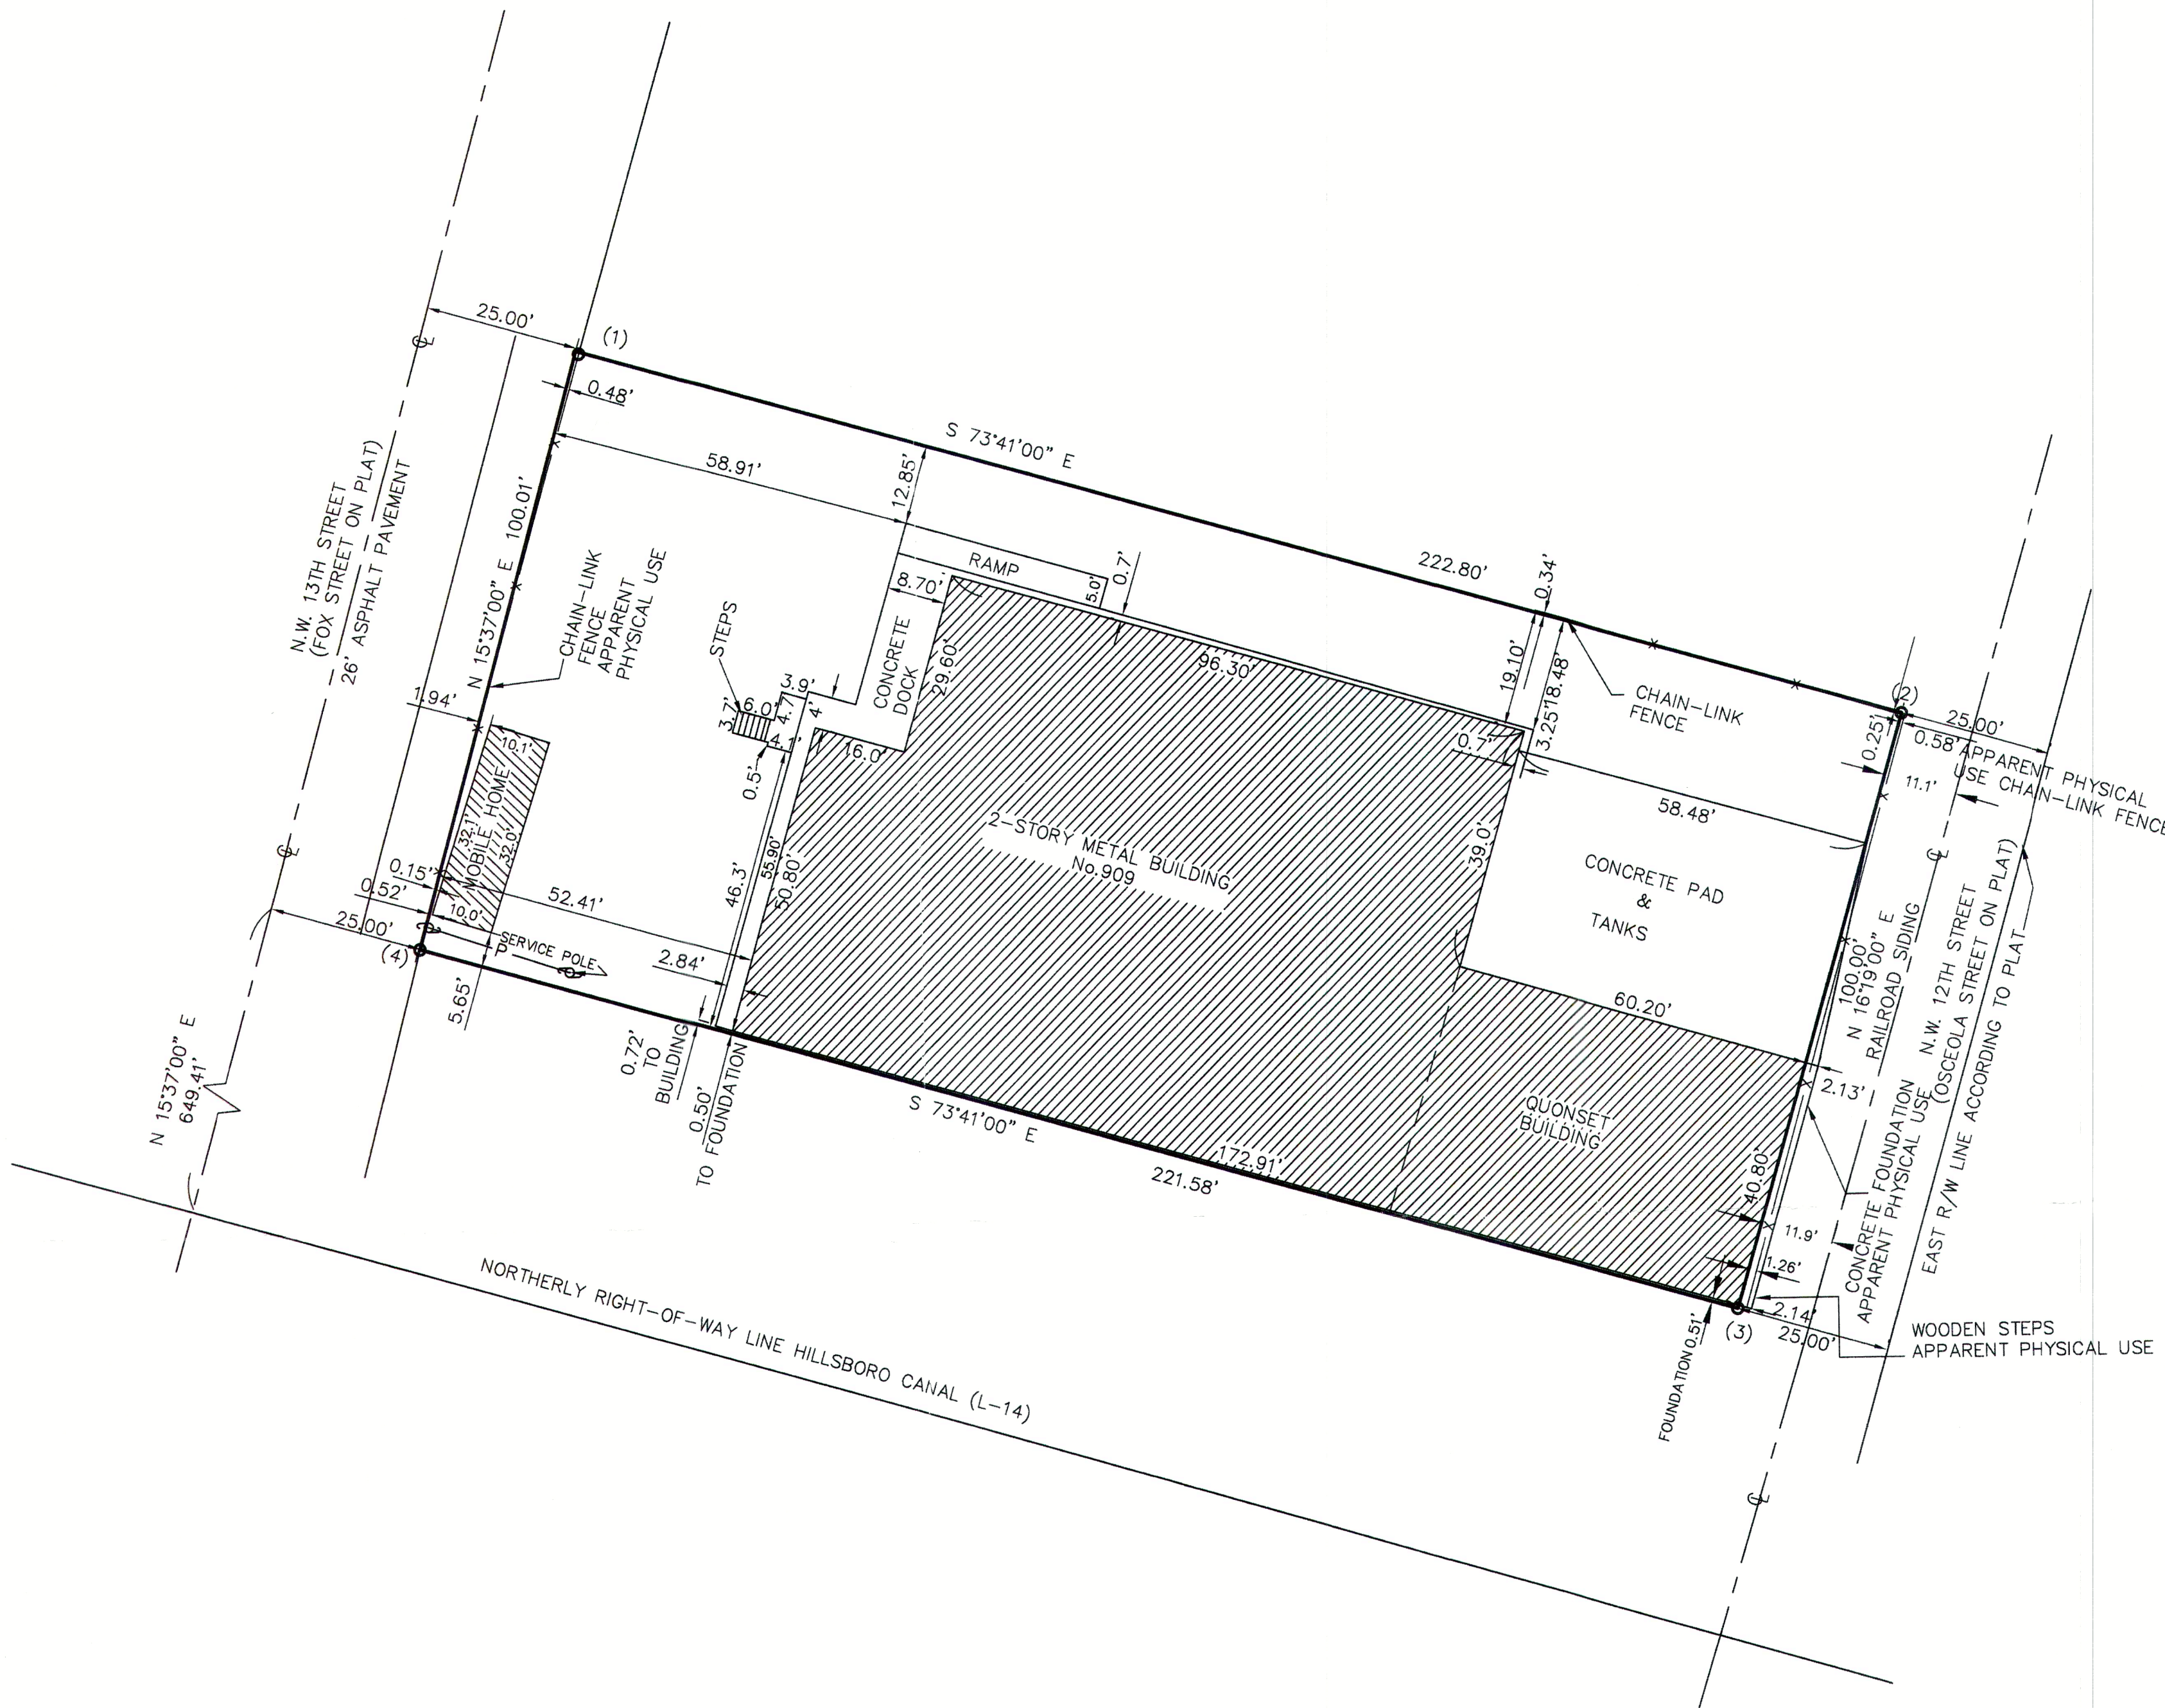 25.00'
(1)
0.48'
S 73°41'00" E
58.91'
12.85'
222.80'
0.34'
N.W. 13TH STREET
(FOX STREET ON PLAT)
26' ASPHALT PAVEMENT
N 15°37'00" E 100.01'
CHAIN-LINK
FENCE
APPARENT
PHYSICAL USE
RAMP
5.0'
0.7'
8.70'
STEPS
CONCRETE
DOCK
29.60'
96.30'
19.10'
18.48'
3.25'
CHAIN-LINK
FENCE
(2)
25.00'
0.25'
0.58'
APPARENT PHYSICAL
USE CHAIN-LINK FENCE
11.1'
1.94'
3.9'
6.0'
4.7'
4'
3.7'
4.1'
16.0'
0.5'
0.7'
58.48'
10.1'
MOBILE HOME
32.1'
32.0'
2-STORY METAL BUILDING
No.909
39.0'
CONCRETE PAD
&
TANKS
0.15'
0.52'
10.0'
52.41'
46.3'
55.90'
50.80'
25.00'
(4)
SERVICE POLE
P
2.84'
5.65'
60.20'
100.00'
N 16°19'00" E
RAILROAD SIDING
N.W. 12TH STREET
(OSCEOLA STREET ON PLAT)
EAST R/W LINE ACCORDING TO PLAT
N 15°37'00" E
649.41'
0.72'
TO
BUILDING
0.50'
TO FOUNDATION
S 73°41'00" E
172.91'
221.58'
QUONSET
BUILDING
2.13'
40.80'
11.9'
1.26'
CONCRETE FOUNDATION
APPARENT PHYSICAL USE
2.14'
(3)
25.00'
FOUNDATION 0.51'
WOODEN STEPS
APPARENT PHYSICAL USE
NORTHERLY RIGHT-OF-WAY LINE HILLSBORO CANAL (L-14)